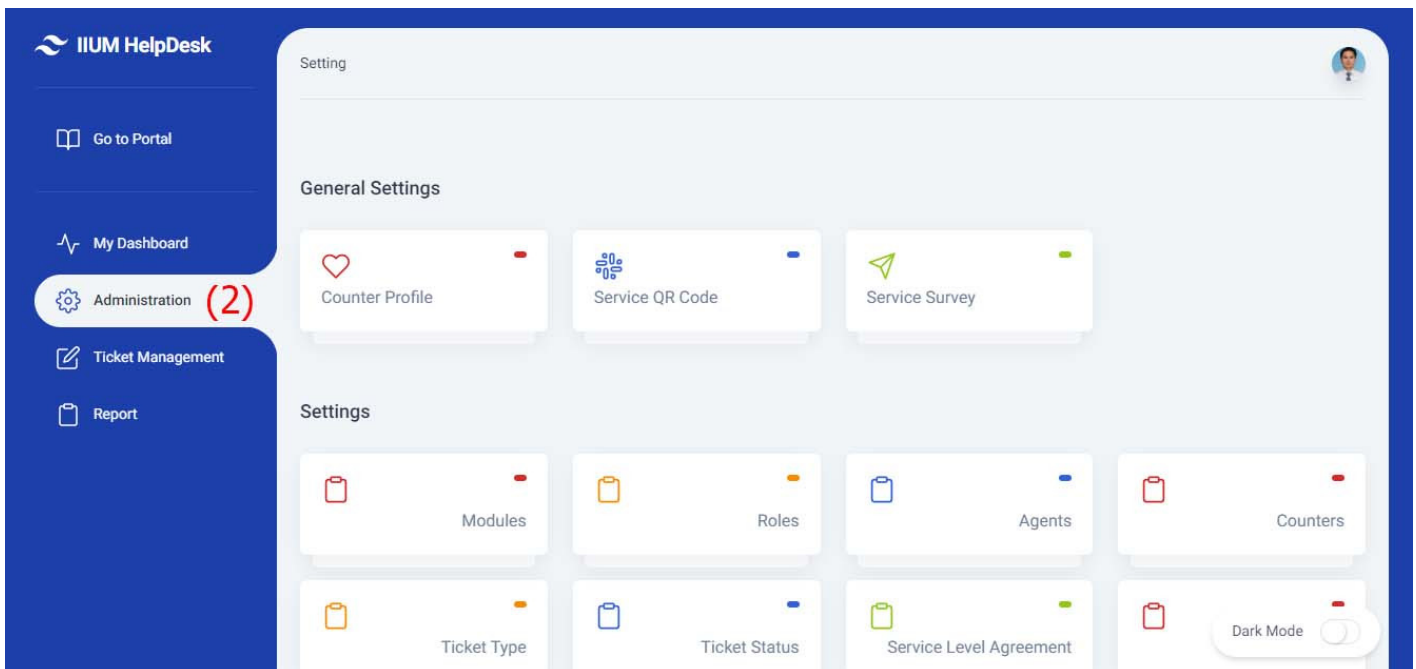 IIUM HelpDesk
Go to Portal
My Dashboard
Administration (2)
Ticket Management
Report
Setting
General Settings
Counter Profile
Service QR Code
Service Survey
Settings
Modules
Roles
Agents
Counters
Ticket Type
Ticket Status
Service Level Agreement
Dark Mode